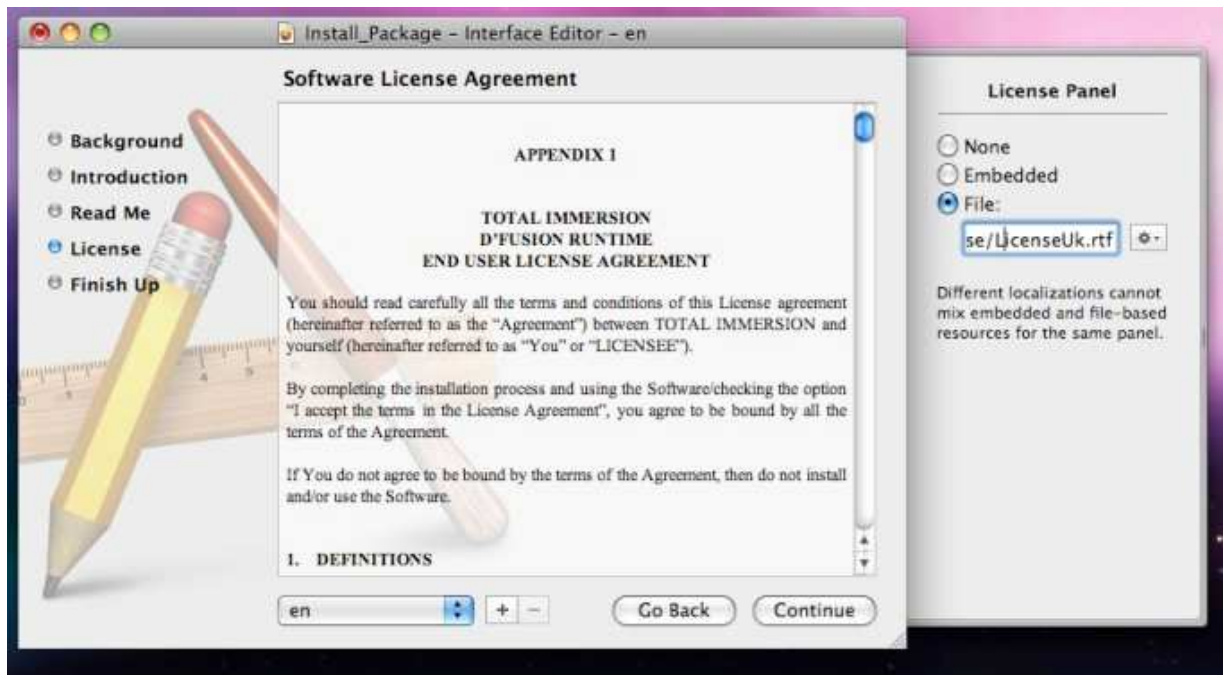 Install_Package - Interface Editor - en
Software License Agreement
Background
Introduction
Read Me
License
Finish Up
APPENDIX 1
TOTAL IMMERSION
D'FUSION RUNTIME
END USER LICENSE AGREEMENT
You should read carefully all the terms and conditions of this License agreement
(hereinafter referred to as the “Agreement”) between TOTAL IMMERSION and
yourself (hereinafter referred to as “You” or “LICENSEE”).
By completing the installation process and using the Software/checking the option
“I accept the terms in the License Agreement”, you agree to be bound by all the
terms of the Agreement.
If You do not agree to be bound by the terms of the Agreement, then do not install
and/or use the Software.
1. DEFINITIONS
en
+ -
Go Back
Continue
License Panel
None
Embedded
File:
se/LicenseUk.rtf
Different localizations cannot
mix embedded and file-based
resources for the same panel.
4 5
1